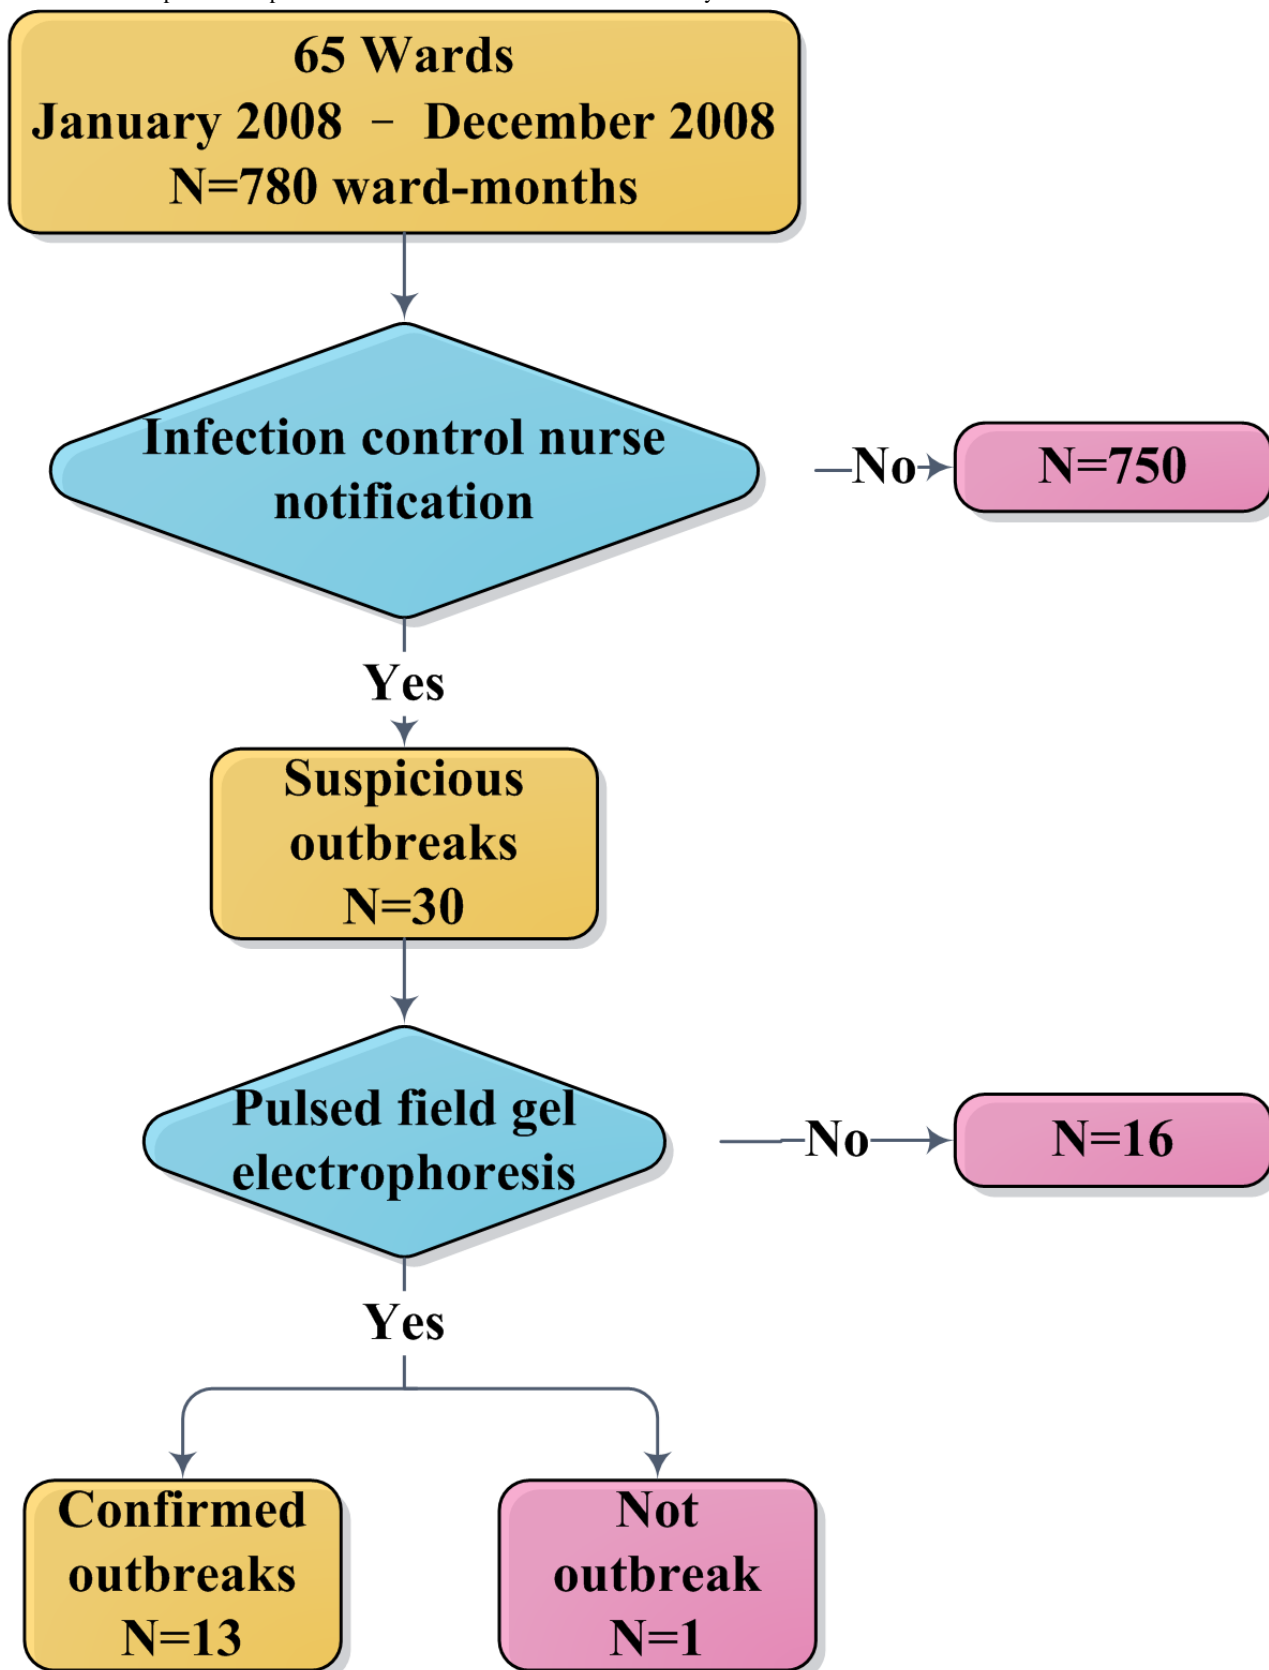 65 Wards
January 2008 – December 2008
N=780 ward-months
Infection control nurse
notification
No
N=750
Yes
Suspicious
outbreaks
N=30
Pulsed field gel
electrophoresis
No
N=16
Yes
Confirmed
outbreaks
N=13
Not
outbreak
N=1